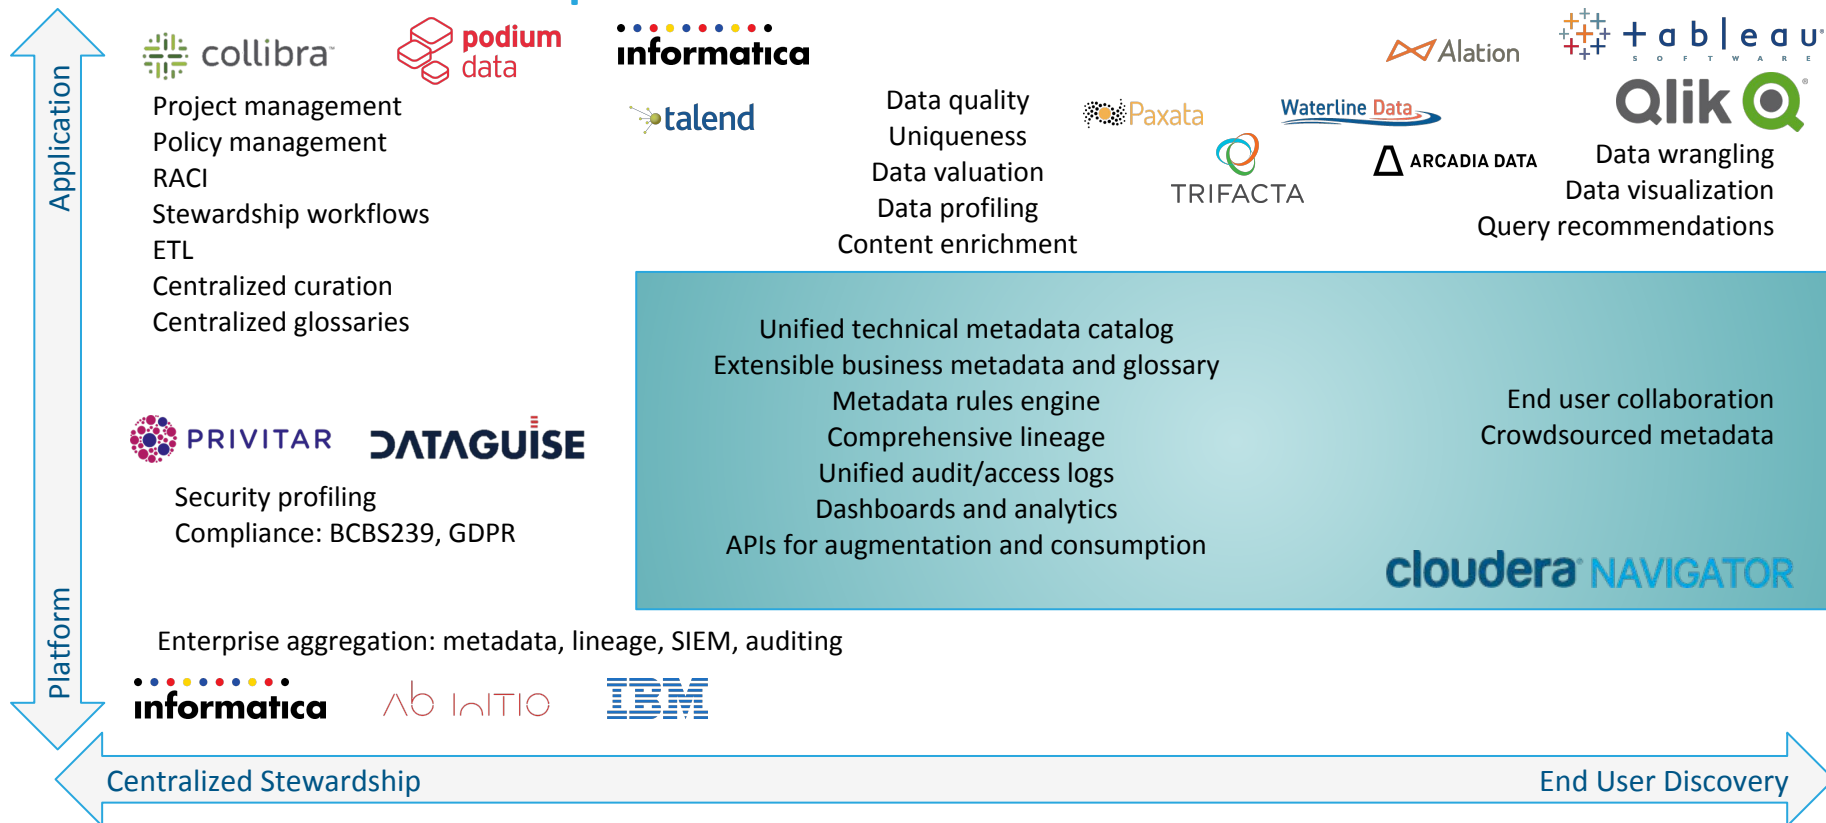 collibra
podium
data
informatica
talend
Alation
+ableau
SOFTWARE
Qlik
Paxata
Waterline Data
TRIFACTA
ARCADIA DATA
Application
Project management
Policy management
RACI
Stewardship workflows
ETL
Centralized curation
Centralized glossaries
Data quality
Uniqueness
Data valuation
Data profiling
Content enrichment
Data wrangling
Data visualization
Query recommendations
Unified technical metadata catalog
Extensible business metadata and glossary
Metadata rules engine
Comprehensive lineage
Unified audit/access logs
Dashboards and analytics
APIs for augmentation and consumption
End user collaboration
Crowdsourced metadata
cloudera NAVIGATOR
PRIVITAR
DATAGUISE
Security profiling
Compliance: BCBS239, GDPR
Platform
Enterprise aggregation: metadata, lineage, SIEM, auditing
informatica
Ab InITIO
IBM
Centralized Stewardship
End User Discovery